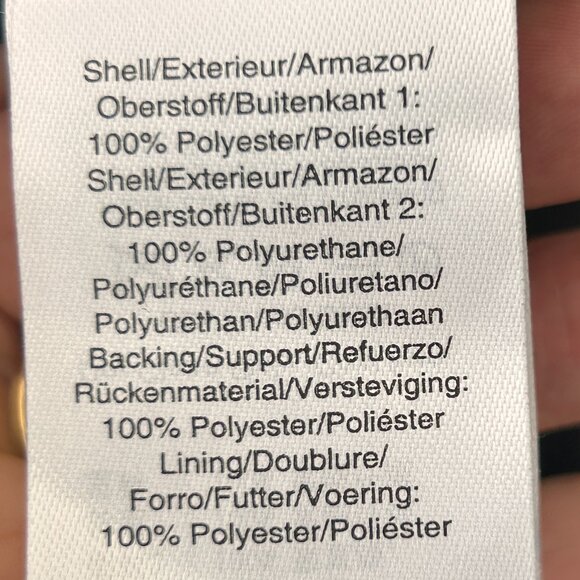 Shell/Exterieur/Armazon/
Oberstoff/Buitenkant 1:
100% Polyester/Poliéster
Shell/Exterieur/Armazon/
Oberstoff/Buitenkant 2:
100% Polyurethane/
Polyuréthane/Poliuretano/
Polyurethan/Polyurethaan
Backing/Support/Refuerzo/
Rückenmaterial/Versteviging:
100% Polyester/Poliéster
Lining/Doublure/
Forro/Futter/Voering:
100% Polyester/Poliéster